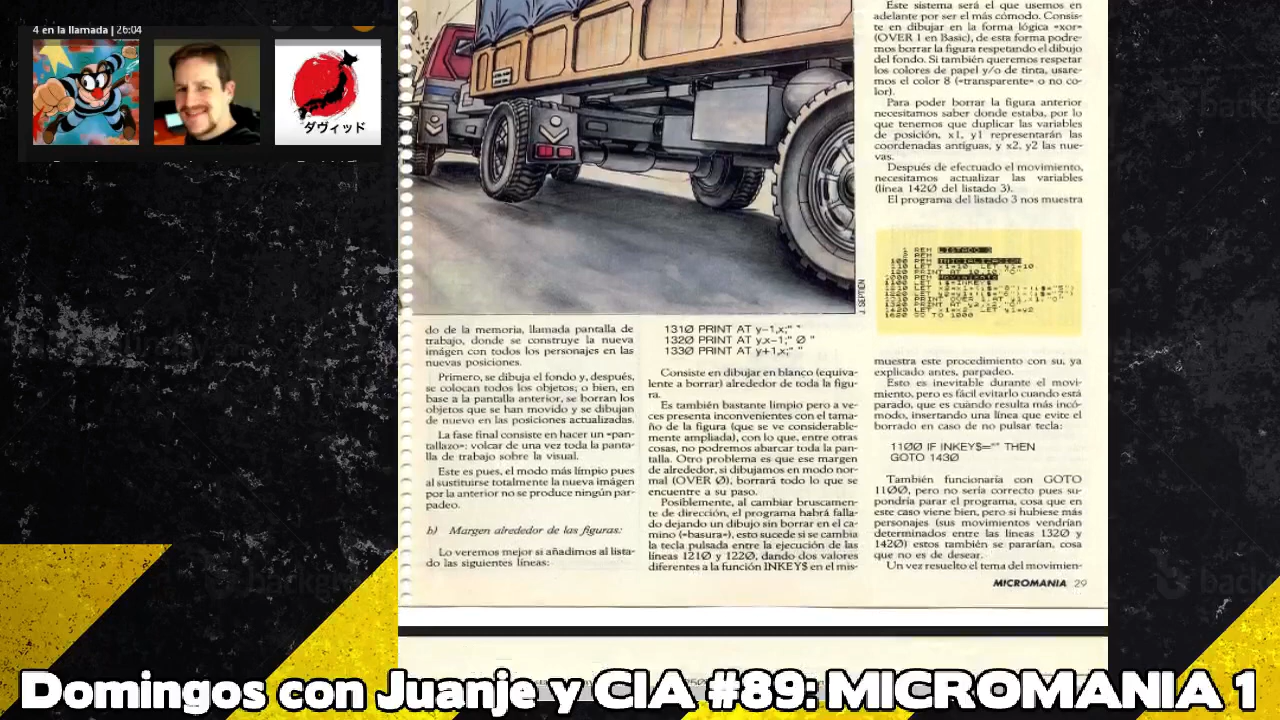 4 en la llamada | 26:04
ダヴィッド
Este sistema será el que usemos en
adelante por ser el más cómodo. Consis-
te en dibujar en la forma lógica «xor»
(OVER 1 en Basic), de esta forma podre-
mos borrar la figura respetando el dibujo
del fondo. Si también queremos respetar
los colores de papel y/o de tinta, usare-
mos el color 8 («transparente» o no co-
lor).
Para poder borrar la figura anterior
necesitamos saber donde estaba, por lo
que tenemos que duplicar las variables
de posición, x1, y1 representarán las
coordenadas antiguas, y x2, y2 las nue-
vas.
Después de efectuado el movimiento,
necesitamos actualizar las variables
(línea 142Ø del listado 3).
El programa del listado 3 nos muestra
J. SEPTIEN
do de la memoria, llamada pantalla de
trabajo, donde se construye la nueva
imágen con todos los personajes en las
nuevas posiciones.
Primero, se dibuja el fondo y, después,
se colocan todos los objetos; o bien, en
base a la pantalla anterior, se borran los
objetos que se han movido y se dibujan
de nuevo en las posiciones actualizadas.
La fase final consiste en hacer un «pan-
tallazo»: volcar de una vez toda la panta-
lla de trabajo sobre la visual.
Este es pues, el modo más límpio pues
al sustituirse totalmente la nueva imágen
por la anterior no se produce ningún par-
padeo.
b) Margen alrededor de las figuras:
Lo veremos mejor si añadimos al lista-
do las siguientes líneas:
131Ø PRINT AT y–1,x;" "
132Ø PRINT AT y,x–1;" Ø "
133Ø PRINT AT y+1,x;" "
Consiste en dibujar en blanco (equiva-
lente a borrar) alrededor de toda la figu-
ra.
Es también bastante limpio pero a ve-
ces presenta inconvenientes con el tama-
ño de la figura (que se ve considerable-
mente ampliada), con lo que, entre otras
cosas, no podremos abarcar toda la pan-
talla. Otro problema es que ese margen
de alrededor, si dibujamos en modo nor-
mal (OVER Ø), borrará todo lo que se
encuentre a su paso.
Posiblemente, al cambiar bruscamen-
te de dirección, el programa habrá falla-
do dejando un dibujo sin borrar en el ca-
mino («basura»), esto sucede si se cambia
la tecla pulsada entre la ejecución de las
líneas 121Ø y 122Ø, dando dos valores
diferentes a la función INKEY$ en el mis-
muestra este procedimiento con su, ya
explicado antes, parpadeo.
Esto es inevitable durante el movi-
miento, pero es fácil evitarlo cuando está
parado, que es cuando resulta más incó-
modo, insertando una línea que evite el
borrado en caso de no pulsar tecla:
11ØØ IF INKEY$="" THEN
GOTO 143Ø
También funcionaría con GOTO
11ØØ, pero no sería correcto pues su-
pondría parar el programa, cosa que en
este caso viene bien, pero si hubiese más
personajes (sus movimientos vendrían
determinados entre las líneas 132Ø y
142Ø) estos también se pararían, cosa
que no es de desear.
Un vez resuelto el tema del movimien-
MICROMANIA 29
Domingos con Juanje y CIA #89: MICROMANIA 1